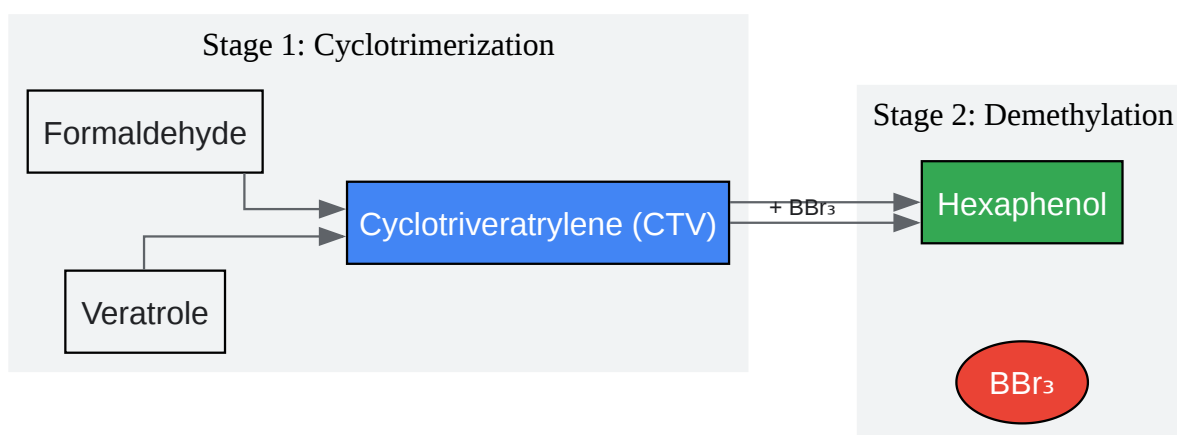 Stage 1: Cyclotrimerization
Formaldehyde
Veratrole
Cyclotriveratrylene (CTV)
+ BBr₃
Stage 2: Demethylation
Hexaphenol
BBr₃